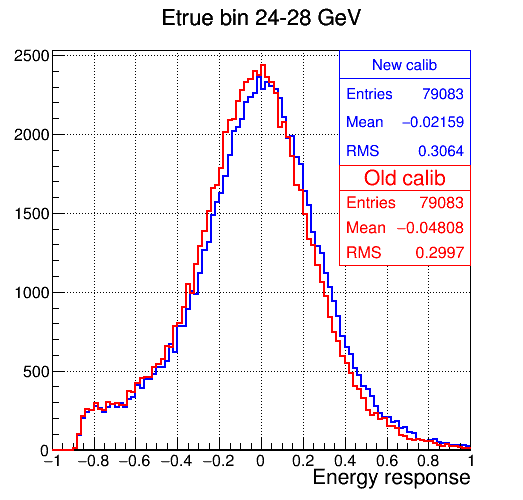 Etrue bin 24-28 GeV
New calib
Entries 79083
Mean −0.02159
RMS 0.3064
Old calib
Entries 79083
Mean −0.04808
RMS 0.2997
2500
2000
1500
1000
500
0
−1 −0.8 −0.6 −0.4 −0.2 0 0.2 0.4 0.6 0.8 1
Energy response